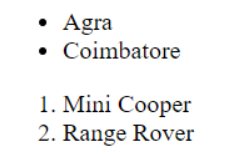 • Agra
• Coimbatore
1. Mini Cooper
2. Range Rover